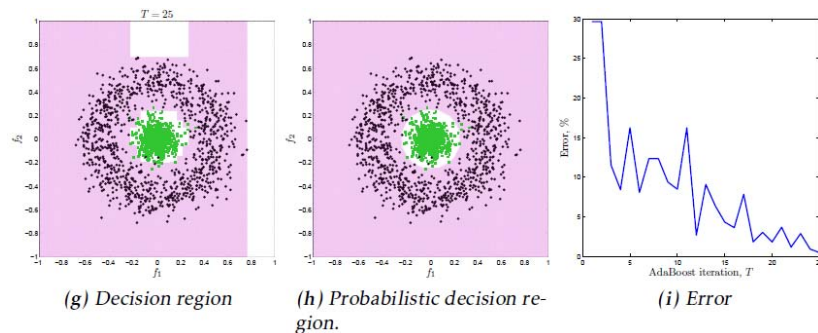 T = 25
1
0.8
0.6
0.4
0.2
0
−0.2
−0.4
−0.6
−0.8
−1
−1 −0.8 −0.6 −0.4 −0.2 0 0.2 0.4 0.6 0.8 1
f2
f1
(g) Decision region
1
0.8
0.6
0.4
0.2
0
−0.2
−0.4
−0.6
−0.8
−1
−1 −0.8 −0.6 −0.4 −0.2 0 0.2 0.4 0.6 0.8 1
f2
f1
(h) Probabilistic decision re-
gion.
30
25
20
15
10
5
0
0 5 10 15 20 25
Error, %
AdaBoost iteration, T
(i) Error